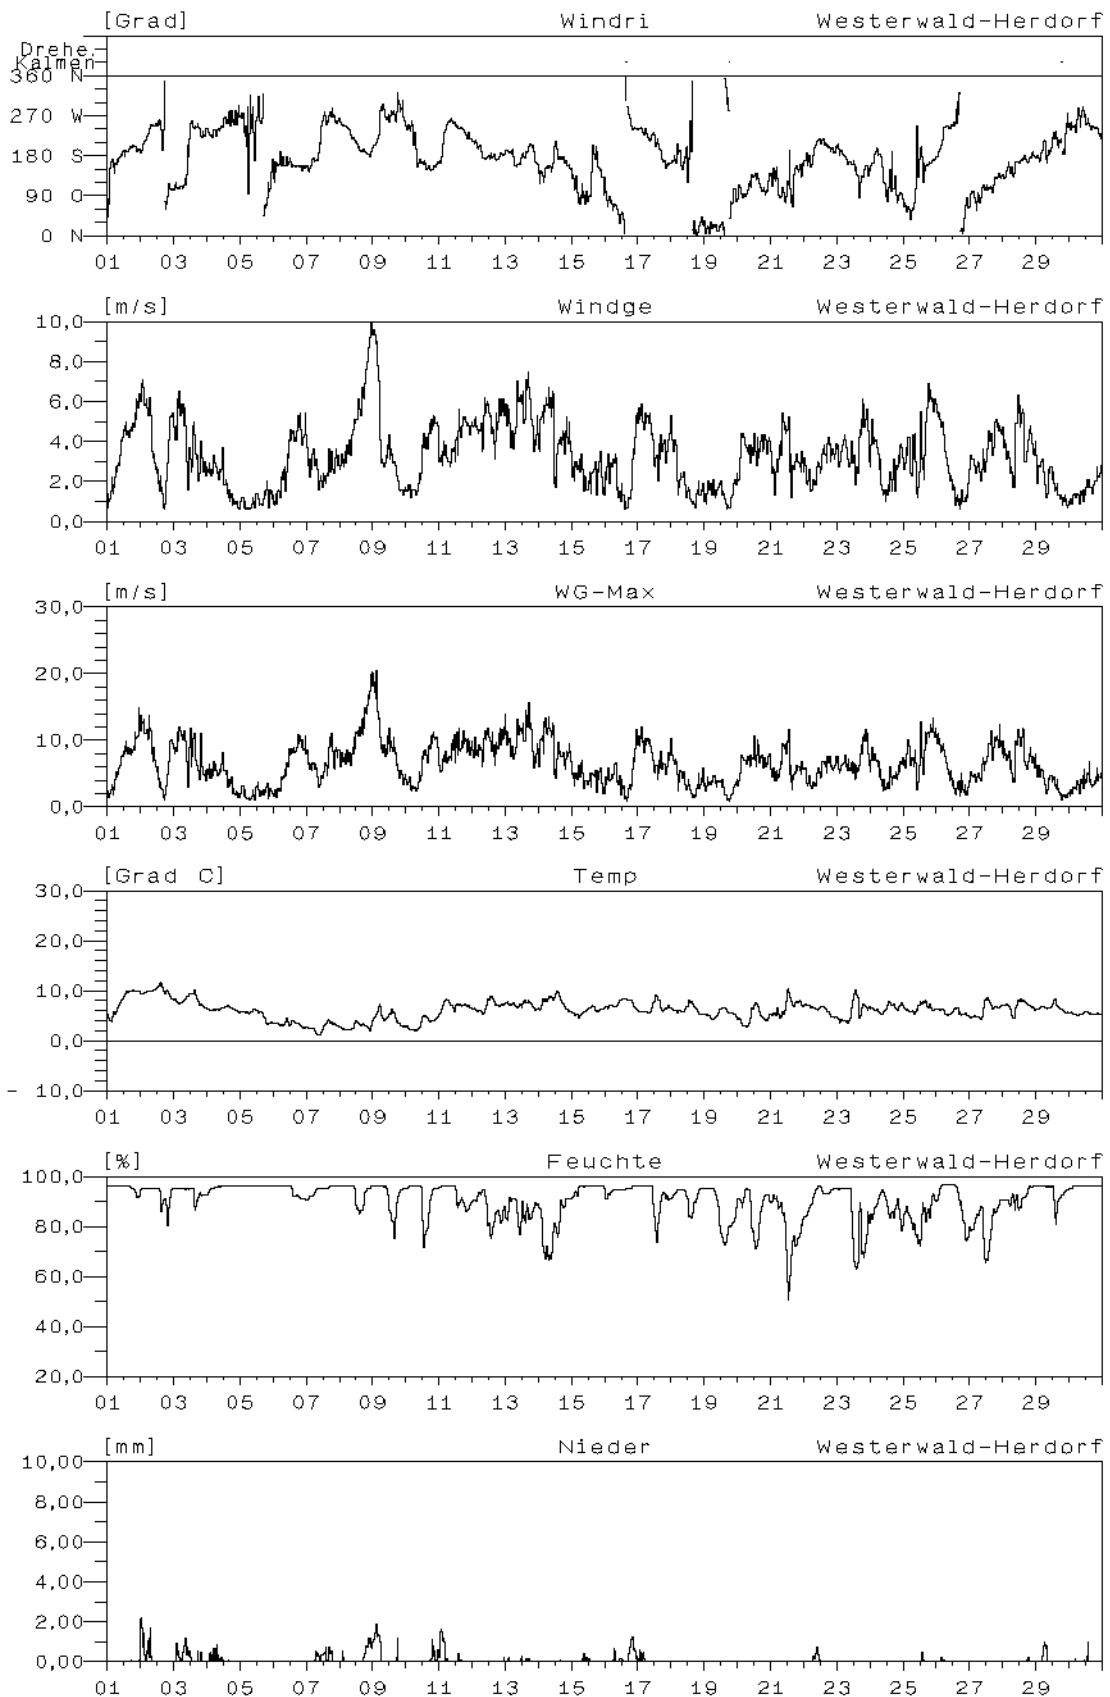 [Grad] Windri Westerwald-Herdorf
Drehe.
Kalmen
360 N
270 W
180 S
90 O
0 N
01 03 05 07 09 11 13 15 17 19 21 23 25 27 29
[m/s] Windge Westerwald-Herdorf
10,0
8,0
6,0
4,0
2,0
0,0
01 03 05 07 09 11 13 15 17 19 21 23 25 27 29
[m/s] WG-Max Westerwald-Herdorf
30,0
20,0
10,0
0,0
01 03 05 07 09 11 13 15 17 19 21 23 25 27 29
[Grad C] Temp Westerwald-Herdorf
30,0
20,0
10,0
0,0
- 10,0
01 03 05 07 09 11 13 15 17 19 21 23 25 27 29
[%] Feuchte Westerwald-Herdorf
100,0
80,0
60,0
40,0
20,0
01 03 05 07 09 11 13 15 17 19 21 23 25 27 29
[mm] Nieder Westerwald-Herdorf
10,00
8,00
6,00
4,00
2,00
0,00
01 03 05 07 09 11 13 15 17 19 21 23 25 27 29